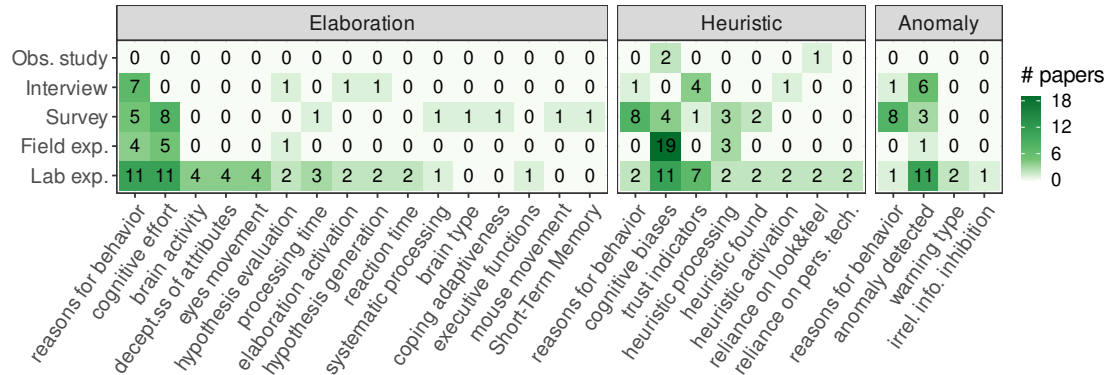 Elaboration Heuristic Anomaly
Obs. study 0 0 0 0 0 0 0 0 0 0 0 0 0 0 0 0 0 2 0 0 0 0 1 0 0 0 0 0
Interview 7 0 0 0 0 1 0 1 1 0 0 0 0 0 0 0 1 0 4 0 0 1 0 0 1 6 0 0
Survey 5 8 0 0 0 0 1 0 0 0 1 1 1 0 1 1 8 4 1 3 2 0 0 0 8 3 0 0
Field exp. 4 5 0 0 0 1 0 0 0 0 0 0 0 0 0 0 0 19 0 3 0 0 0 0 0 1 0 0
Lab exp. 11 11 4 4 4 2 3 2 2 2 1 0 0 1 0 0 2 11 7 2 2 2 2 2 1 11 2 1
reasons for behavior
cognitive effort
brain activity
decept.ss of attributes
eyes movement
hypothesis evaluation
processing time
elaboration activation
hypothesis generation
reaction time
systematic processing
brain type
coping adaptiveness
executive functions
mouse movement
Short-Term Memory
reasons for behavior
cognitive biases
trust indicators
heuristic processing
heuristic found
heuristic activation
reliance on look&feel
reliance on pers. tech.
reasons for behavior
anomaly detected
warning type
irrel. info. inhibition
# papers
18
12
6
0